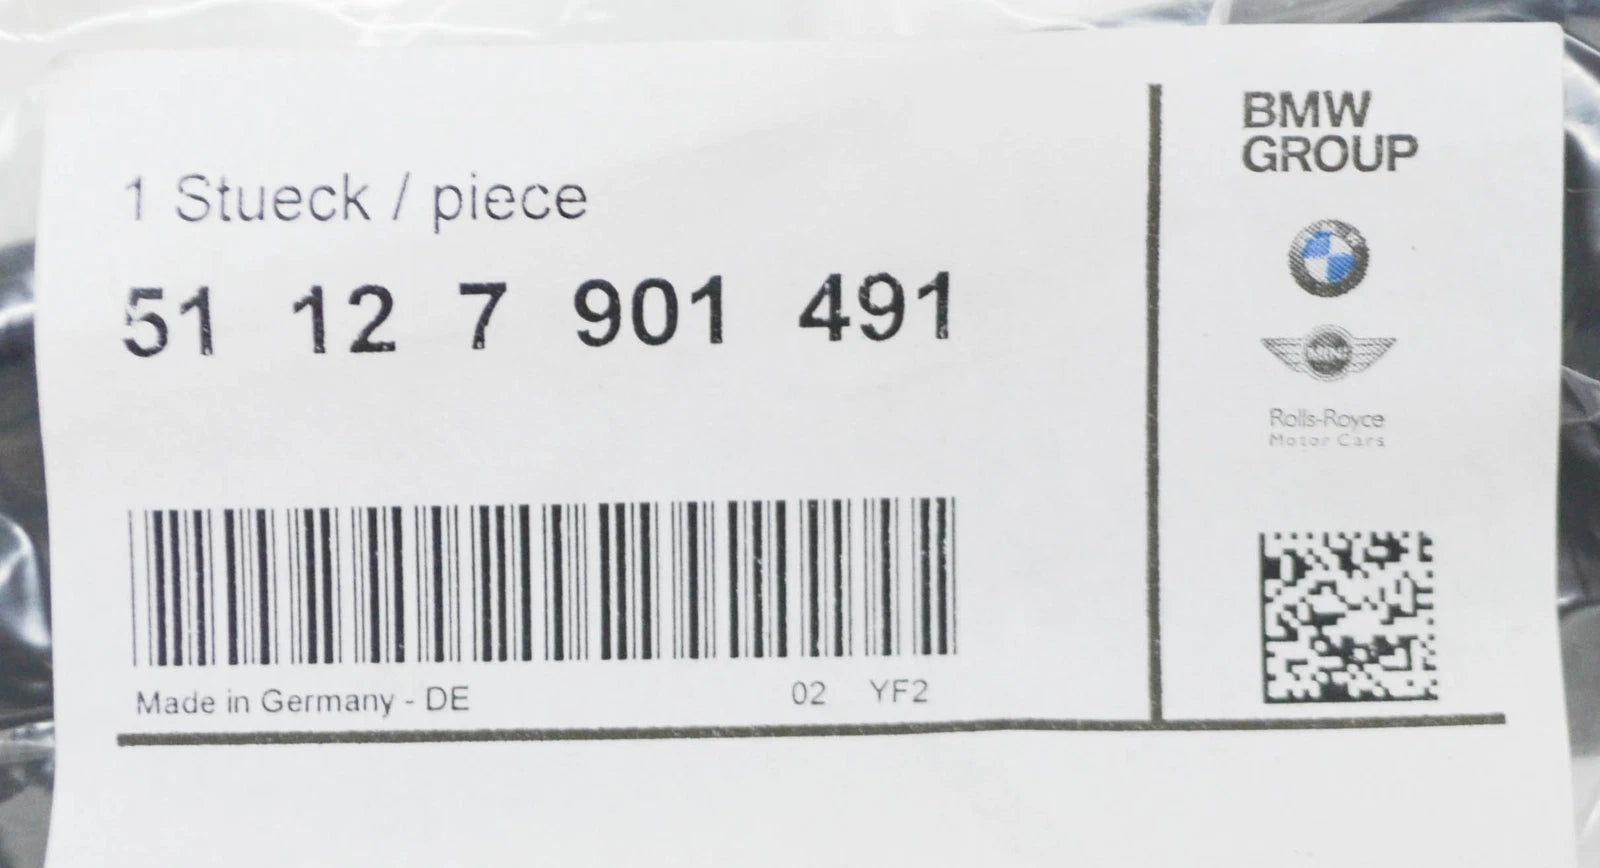 1 Stueck / piece
51 12 7 901 491
Made in Germany - DE
02 YF2
BMW
GROUP
MINI
Rolls-Royce
Motor Cars